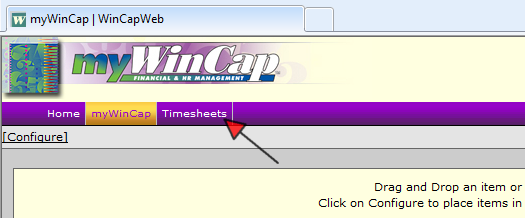 myWinCap | WinCapWeb
myWinCap
FINANCIAL & HR MANAGEMENT
Home myWinCap Timesheets
[Configure]
Drag and Drop an item or
Click on Configure to place items in